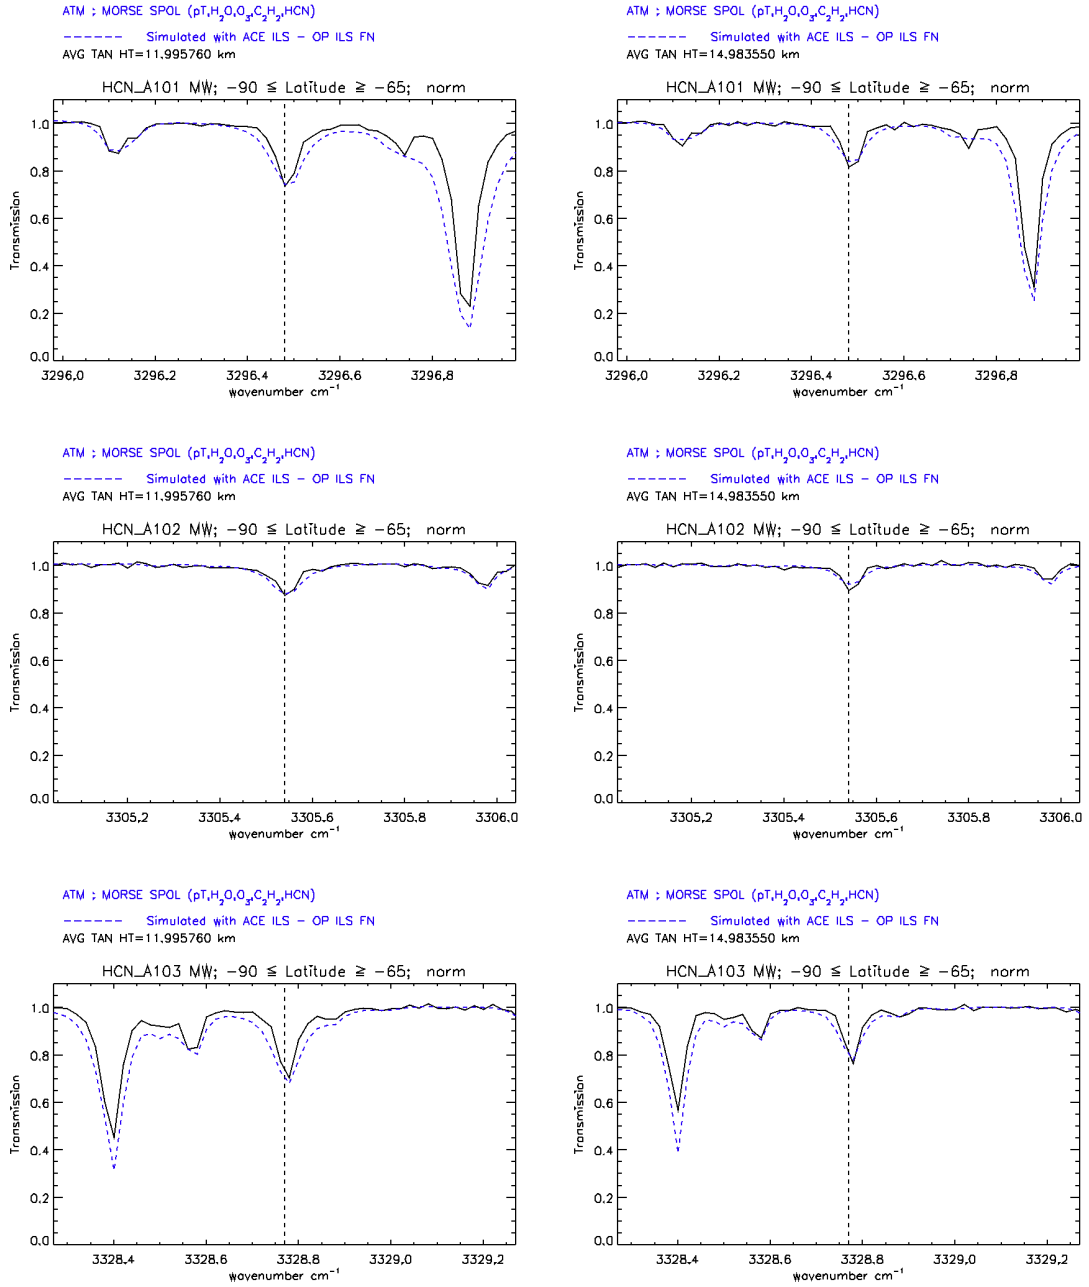 ATM ; MORSE SPOL (pT,H₂O,O₃,C₂H₂,HCN)
Simulated with ACE ILS – OP ILS FN
AVG TAN HT=11.995760 km
HCN_A101 MW; −90 ≤ Latitude ≥ −65; norm
1.0
0.8
0.6
0.4
0.2
0.0
Transmission
3296.0 3296.2 3296.4 3296.6 3296.8
wavenumber cm⁻¹
ATM ; MORSE SPOL (pT,H₂O,O₃,C₂H₂,HCN)
Simulated with ACE ILS – OP ILS FN
AVG TAN HT=14.983550 km
HCN_A101 MW; −90 ≤ Latitude ≥ −65; norm
1.0
0.8
0.6
0.4
0.2
0.0
Transmission
3296.0 3296.2 3296.4 3296.6 3296.8
wavenumber cm⁻¹
ATM ; MORSE SPOL (pT,H₂O,O₃,C₂H₂,HCN)
Simulated with ACE ILS – OP ILS FN
AVG TAN HT=11.995760 km
HCN_A102 MW; −90 ≤ Latitude ≥ −65; norm
1.0
0.8
0.6
0.4
0.2
0.0
Transmission
3305.2 3305.4 3305.6 3305.8 3306.0
wavenumber cm⁻¹
ATM ; MORSE SPOL (pT,H₂O,O₃,C₂H₂,HCN)
Simulated with ACE ILS – OP ILS FN
AVG TAN HT=14.983550 km
HCN_A102 MW; −90 ≤ Latitude ≥ −65; norm
1.0
0.8
0.6
0.4
0.2
0.0
Transmission
3305.2 3305.4 3305.6 3305.8 3306.0
wavenumber cm⁻¹
ATM ; MORSE SPOL (pT,H₂O,O₃,C₂H₂,HCN)
Simulated with ACE ILS – OP ILS FN
AVG TAN HT=11.995760 km
HCN_A103 MW; −90 ≤ Latitude ≥ −65; norm
1.0
0.8
0.6
0.4
0.2
0.0
Transmission
3328.4 3328.6 3328.8 3329.0 3329.2
wavenumber cm⁻¹
ATM ; MORSE SPOL (pT,H₂O,O₃,C₂H₂,HCN)
Simulated with ACE ILS – OP ILS FN
AVG TAN HT=14.983550 km
HCN_A103 MW; −90 ≤ Latitude ≥ −65; norm
1.0
0.8
0.6
0.4
0.2
0.0
Transmission
3328.4 3328.6 3328.8 3329.0 3329.2
wavenumber cm⁻¹